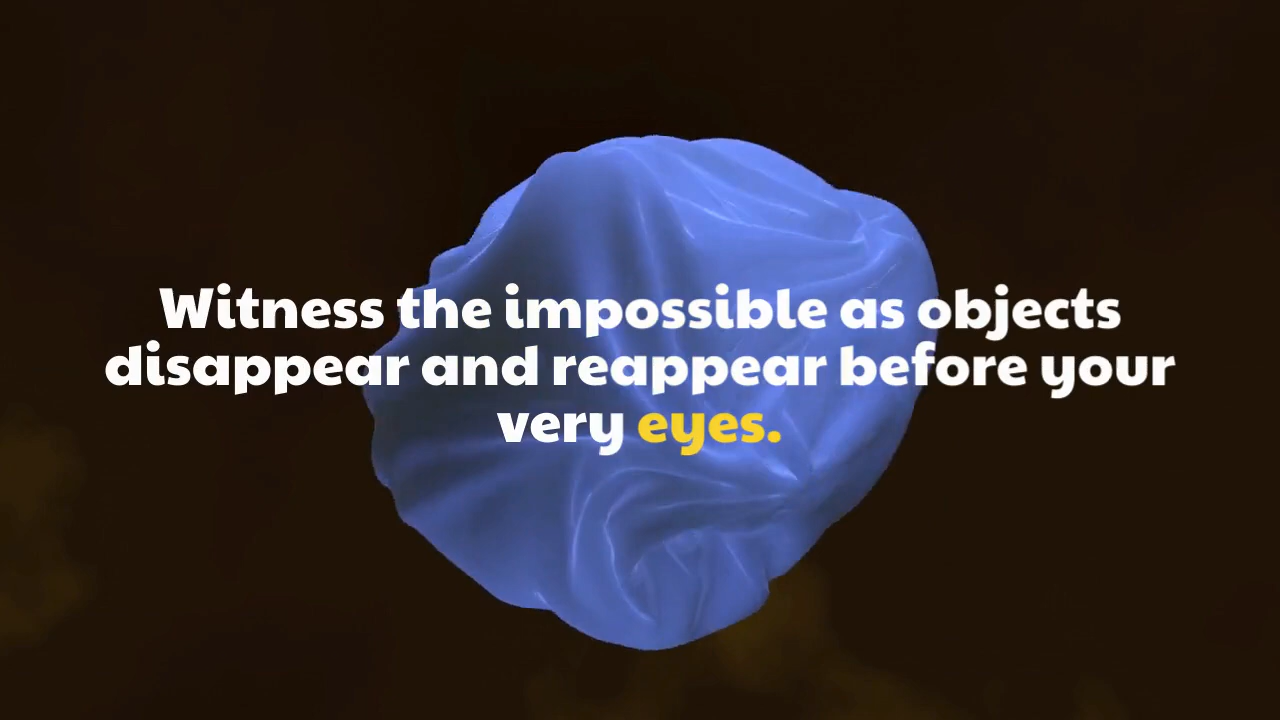 Witness the impossible as objects
disappear and reappear before your
very eyes.